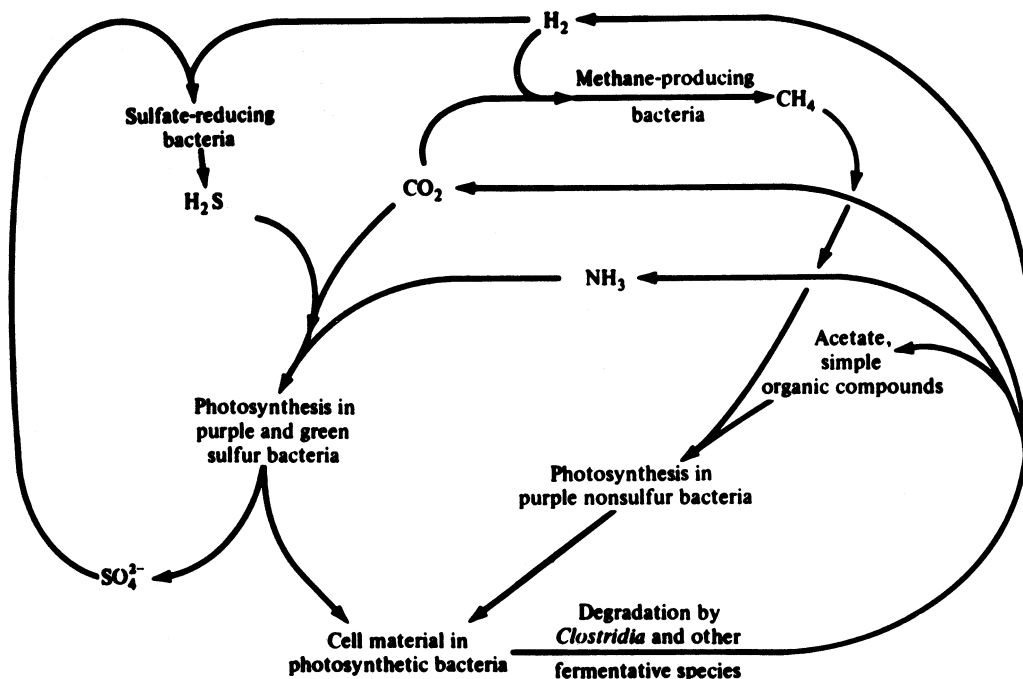 H₂
Methane-producing
bacteria
CH₄
Sulfate-reducing
bacteria
H₂S
CO₂
NH₃
Acetate,
simple
organic compounds
Photosynthesis in
purple and green
sulfur bacteria
Photosynthesis in
purple nonsulfur bacteria
SO₄²⁻
Degradation by
Clostridia and other
fermentative species
Cell material in
photosynthetic bacteria